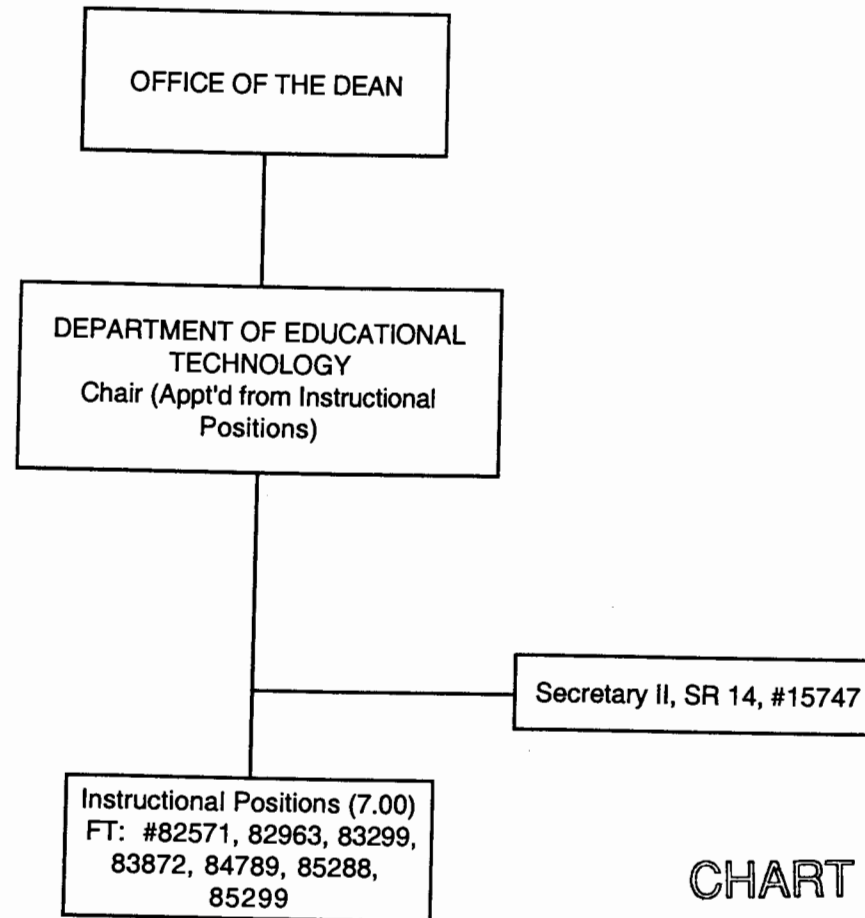 OFFICE OF THE DEAN
DEPARTMENT OF EDUCATIONAL
TECHNOLOGY
Chair (Appt'd from Instructional
Positions)
Secretary II, SR 14, #15747
Instructional Positions (7.00)
FT: #82571, 82963, 83299,
83872, 84789, 85288,
85299
CHART